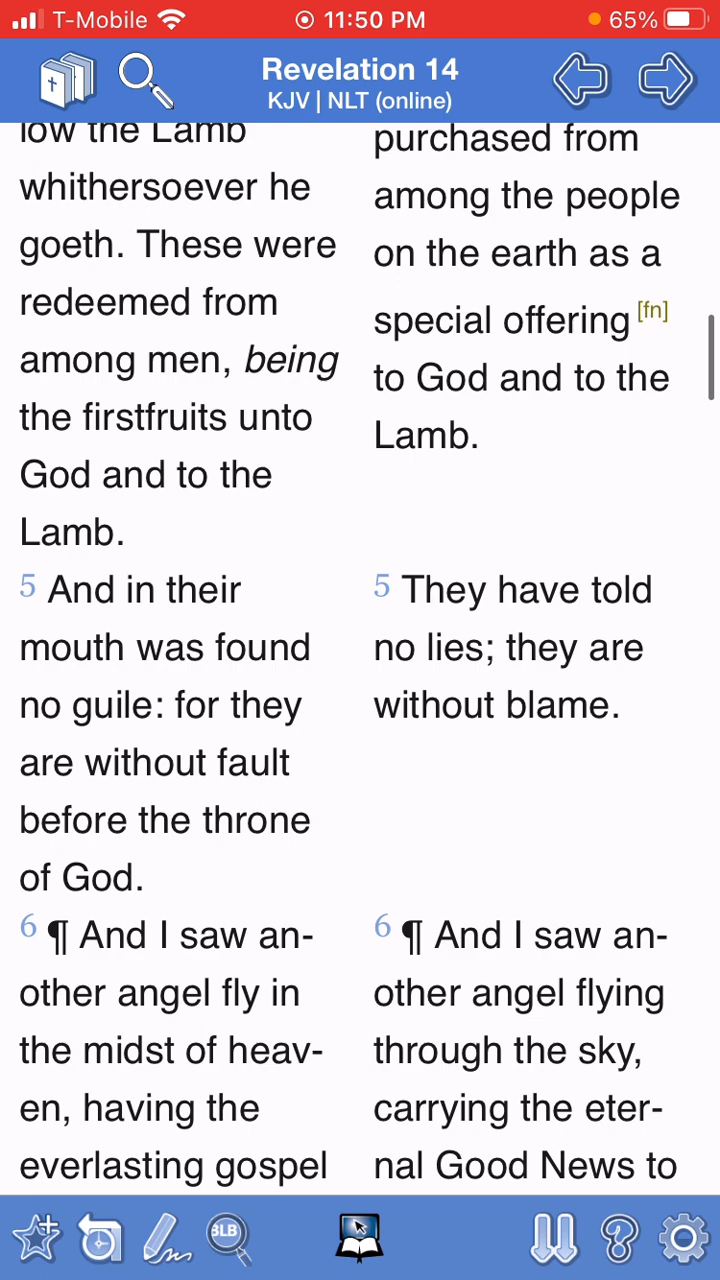 T-Mobile
11:50 PM
65%
Revelation 14
KJV | NLT (online)
low the Lamb
whithersoever he
goeth. These were
redeemed from
among men, being
the firstfruits unto
God and to the
Lamb.
5 And in their
mouth was found
no guile: for they
are without fault
before the throne
of God.
6 ¶ And I saw an-
other angel fly in
the midst of heav-
en, having the
everlasting gospel
purchased from
among the people
on the earth as a
special offering [fn]
to God and to the
Lamb.
5 They have told
no lies; they are
without blame.
6 ¶ And I saw an-
other angel flying
through the sky,
carrying the eter-
nal Good News to
BLB